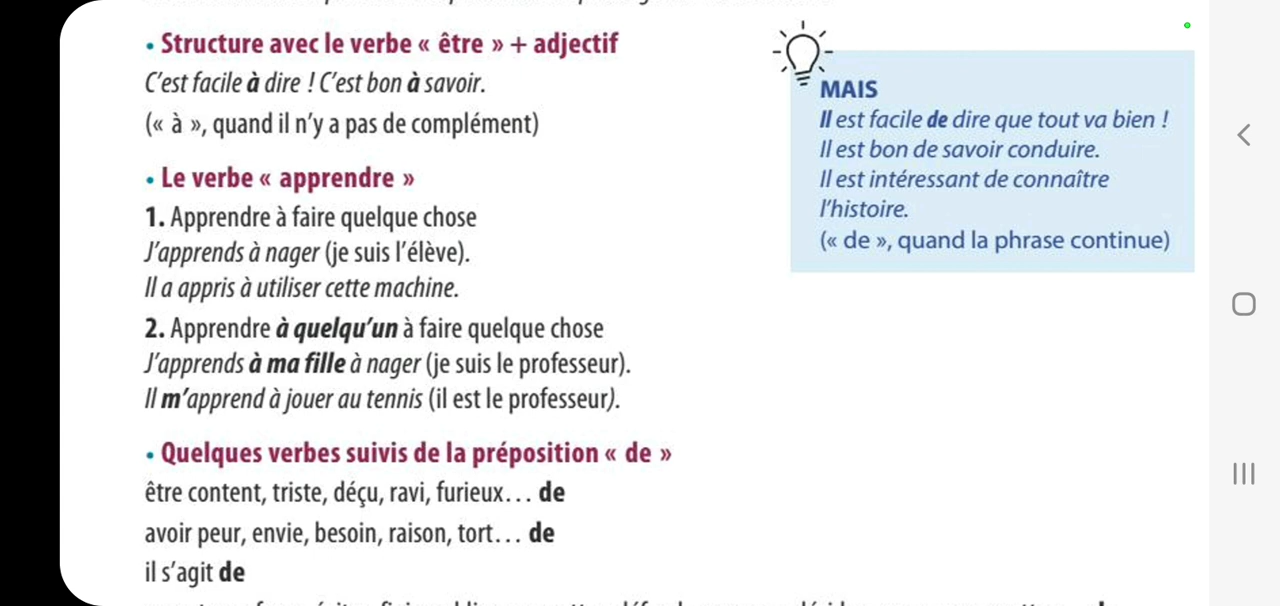 • Structure avec le verbe « être » + adjectif
C'est facile à dire ! C'est bon à savoir.
(« à », quand il n'y a pas de complément)
MAIS
Il est facile de dire que tout va bien !
Il est bon de savoir conduire.
Il est intéressant de connaître
l'histoire.
(« de », quand la phrase continue)
• Le verbe « apprendre »
1. Apprendre à faire quelque chose
J'apprends à nager (je suis l'élève).
Il a appris à utiliser cette machine.
2. Apprendre à quelqu'un à faire quelque chose
J'apprends à ma fille à nager (je suis le professeur).
Il m'apprend à jouer au tennis (il est le professeur).
• Quelques verbes suivis de la préposition « de »
être content, triste, déçu, ravi, furieux… de
avoir peur, envie, besoin, raison, tort… de
il s'agit de